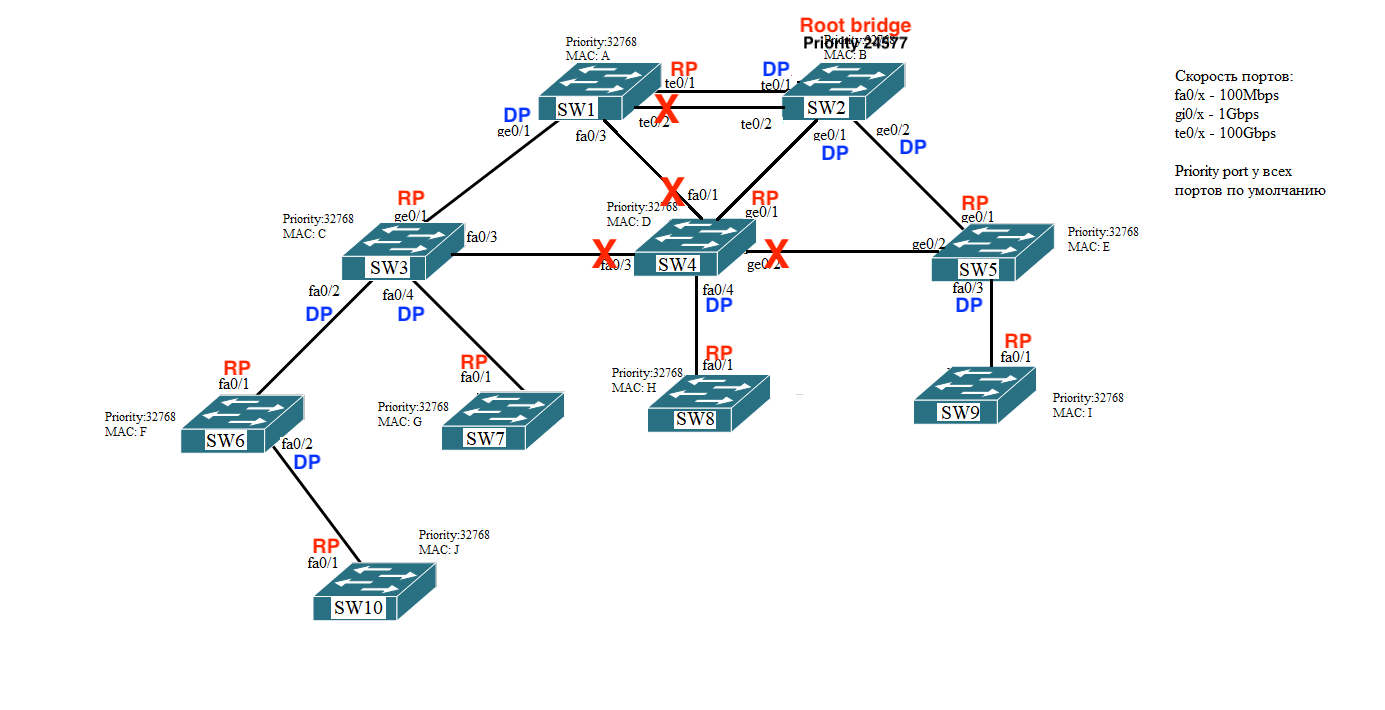 Root bridge
Priority:32768
Priority:32768
Priority 24577
MAC: A
MAC: B
RP
DP
te0/1
te0/1
Скорость портов:
fa0/x - 100Mbps
gi0/x - 1Gbps
te0/x - 100Gbps
Priority port у всех
портов по умолчанию
SW1
SW2
X
DP
te0/2
te0/2
ge0/1
fa0/3
ge0/1
ge0/2
DP
DP
X
fa0/1
RP
RP
RP
ge0/1
ge0/1
ge0/1
Priority:32768
MAC: D
Priority:32768
MAC: C
Priority:32768
MAC: E
fa0/3
ge0/2
X
X
SW3
fa0/3
SW4
ge0/2
SW5
fa0/2
fa0/4
fa0/4
fa0/3
DP
DP
DP
DP
RP
fa0/1
RP
fa0/1
RP
fa0/1
RP
fa0/1
Priority:32768
MAC: H
Priority:32768
MAC: F
Priority:32768
MAC: G
Priority:32768
MAC: I
SW6
SW7
SW8
SW9
fa0/2
DP
Priority:32768
MAC: J
RP
fa0/1
SW10